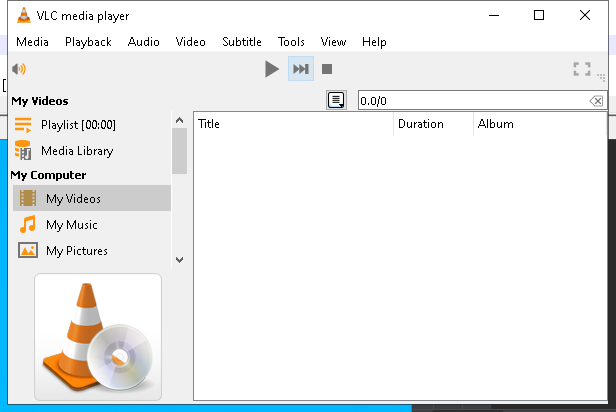 VLC media player
Media Playback Audio Video Subtitle Tools View Help
My Videos
0.0/0
Playlist [00:00]
Media Library
My Computer
My Videos
My Music
My Pictures
Title Duration Album